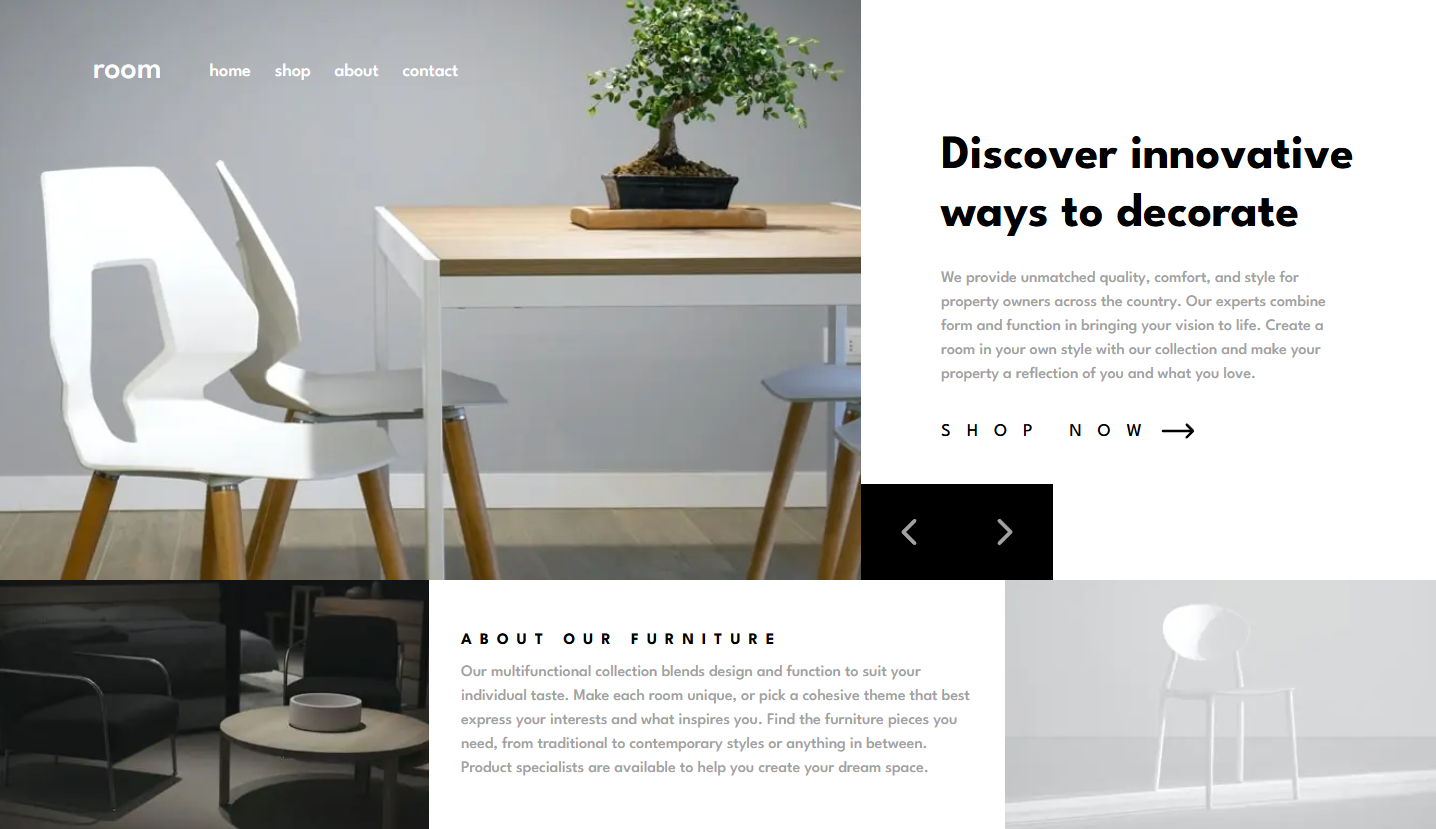 room
home shop about contact
Discover innovative
ways to decorate
We provide unmatched quality, comfort, and style for
property owners across the country. Our experts combine
form and function in bringing your vision to life. Create a
room in your own style with our collection and make your
property a reflection of you and what you love.
SHOP NOW
ABOUT OUR FURNITURE
Our multifunctional collection blends design and function to suit your
individual taste. Make each room unique, or pick a cohesive theme that best
express your interests and what inspires you. Find the furniture pieces you
need, from traditional to contemporary styles or anything in between.
Product specialists are available to help you create your dream space.